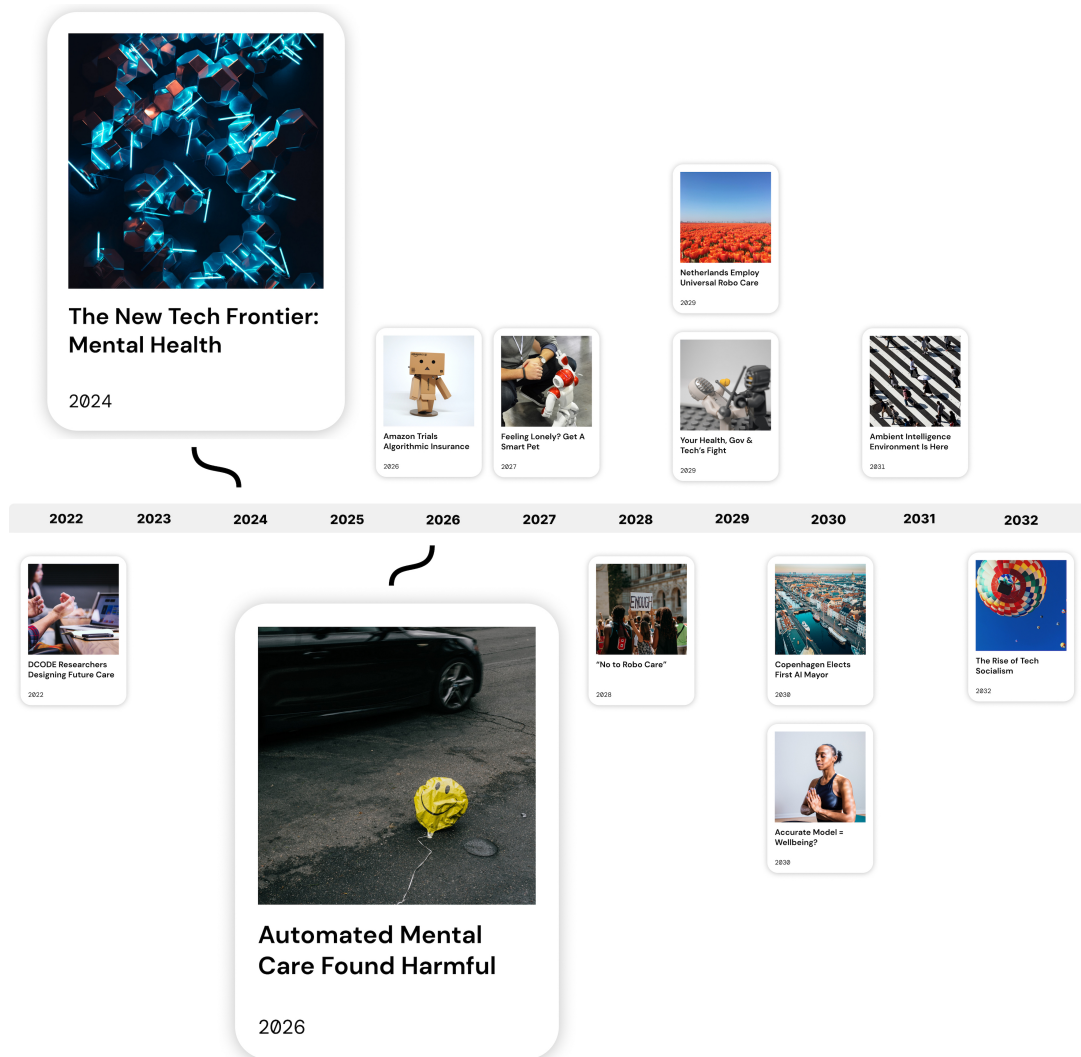 The New Tech Frontier:
Mental Health
2024
Netherlands Employ
Universal Robo Care
2029
Amazon Trials
Algorithmic Insurance
2026
Feeling Lonely? Get A
Smart Pet
2027
Your Health, Gov &
Tech's Fight
2029
Ambient Intelligence
Environment Is Here
2031
2022 2023 2024 2025 2026 2027 2028 2029 2030 2031 2032
DCODE Researchers
Designing Future Care
2022
Automated Mental
Care Found Harmful
2026
ENOUGH
"No to Robo Care"
2028
Copenhagen Elects
First AI Mayor
2030
Accurate Model =
Wellbeing?
2030
The Rise of Tech
Socialism
2032